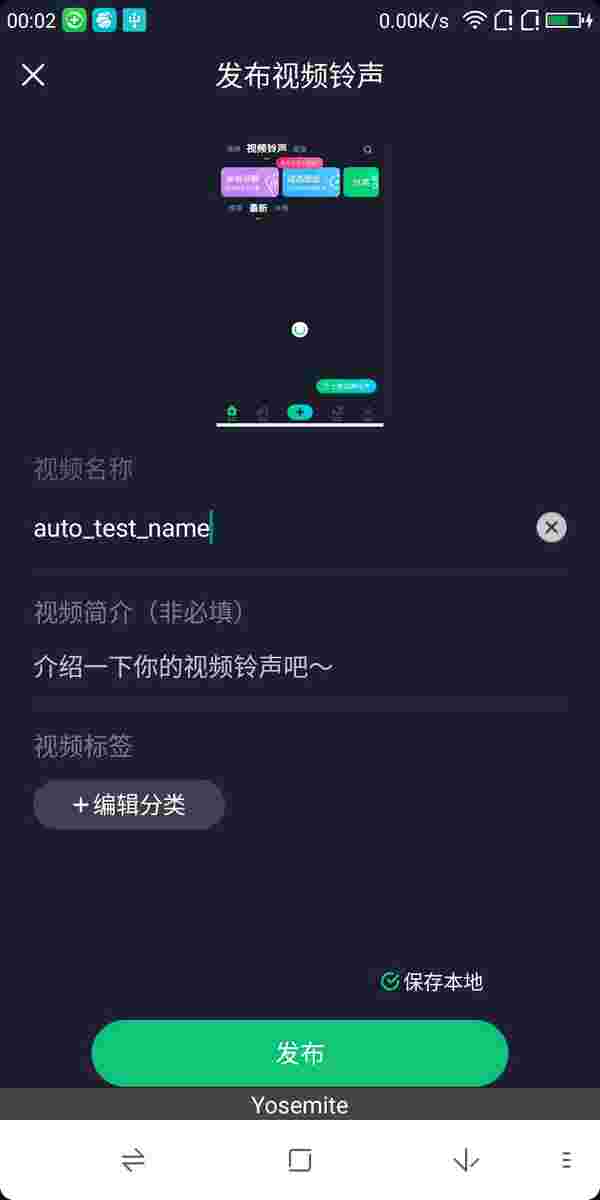 00:02
0.00K/s
发布视频铃声
视频铃声
最新
视频名称
auto_test_name
视频简介（非必填）
介绍一下你的视频铃声吧～
视频标签
+编辑分类
保存本地
发布
Yosemite